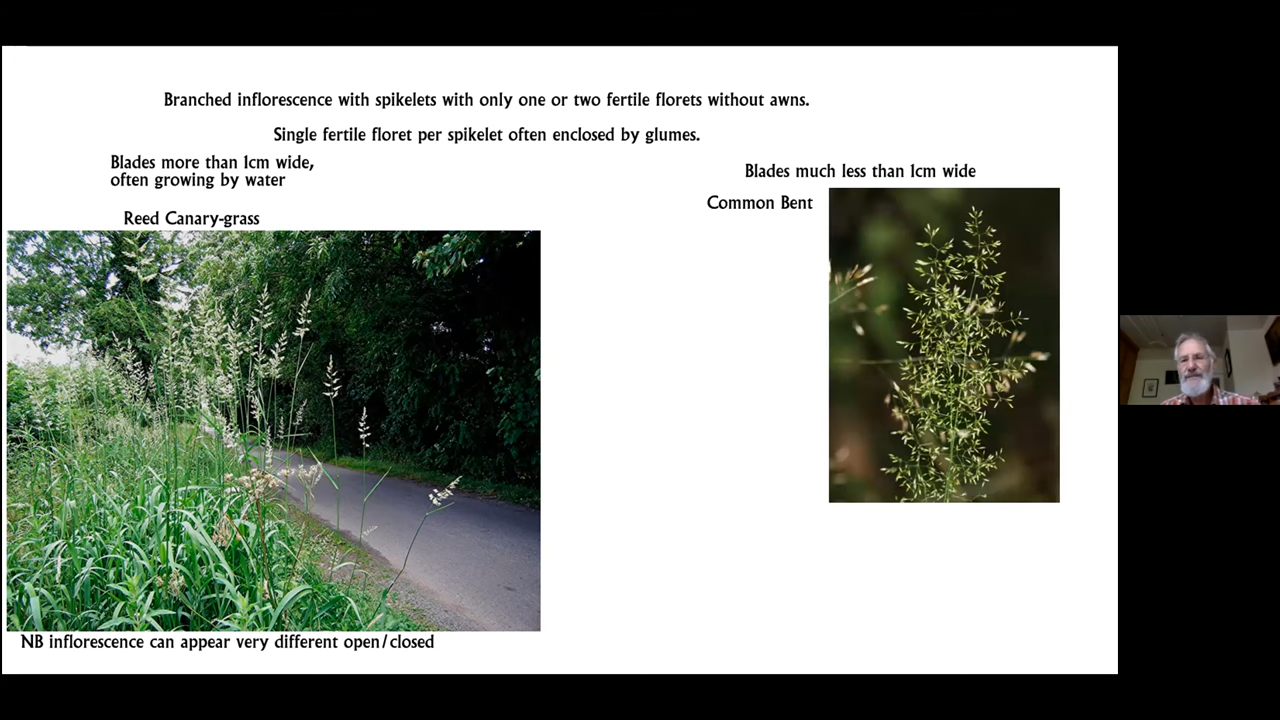 Branched inflorescence with spikelets with only one or two fertile florets without awns.
Single fertile floret per spikelet often enclosed by glumes.
Blades more than 1cm wide,
often growing by water
Blades much less than 1cm wide
Common Bent
Reed Canary-grass
NB inflorescence can appear very different open/closed